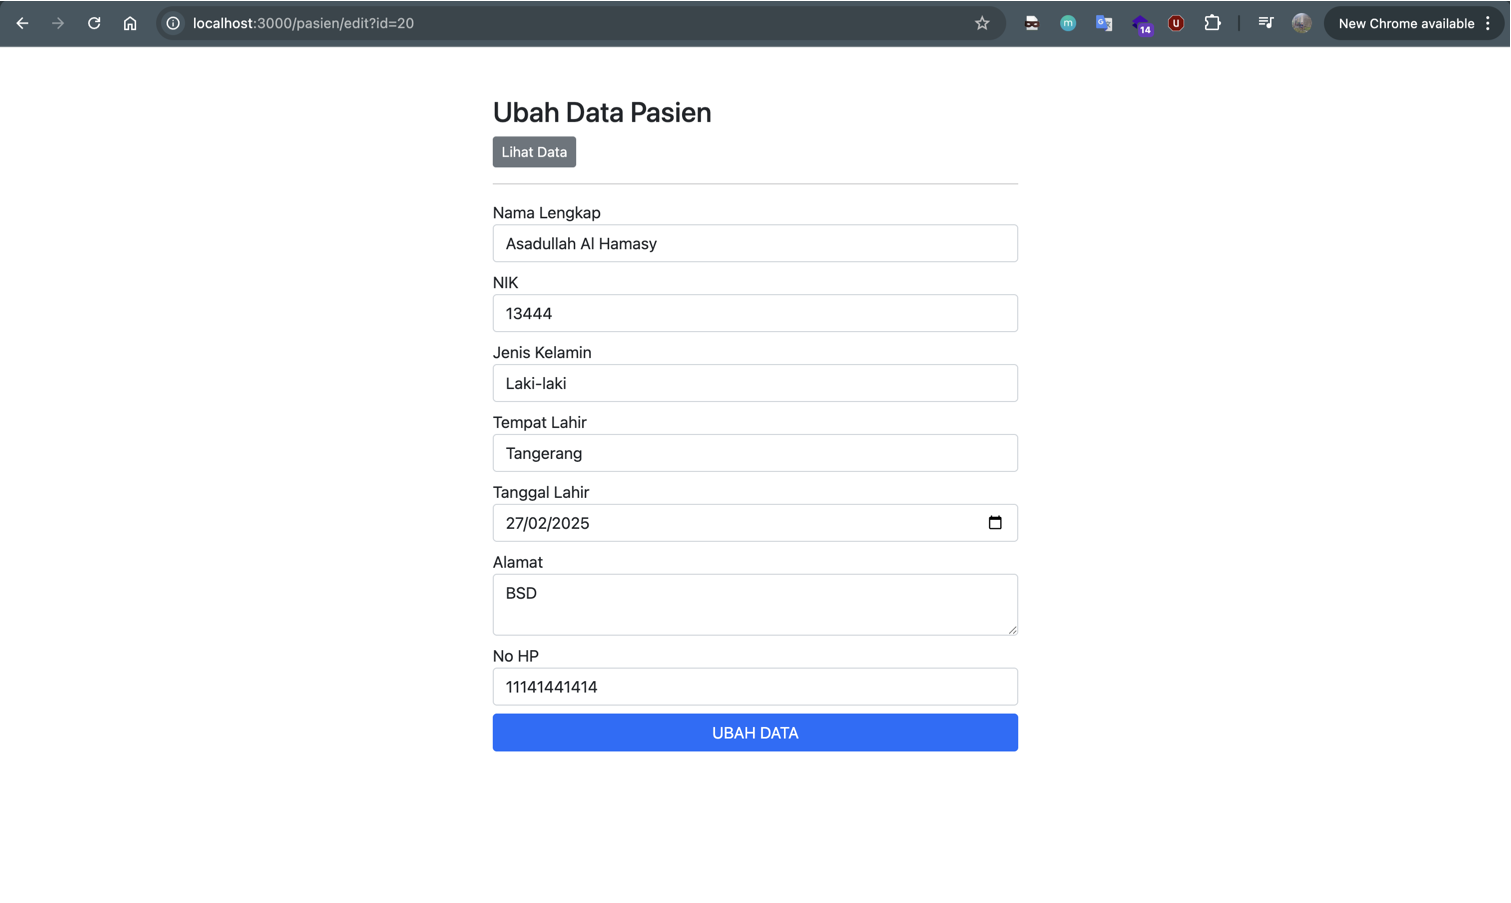 localhost:3000/pasien/edit?id=20
m
14
New Chrome available
Ubah Data Pasien
Lihat Data
Nama Lengkap
Asadullah Al Hamasy
NIK
13444
Jenis Kelamin
Laki-laki
Tempat Lahir
Tangerang
Tanggal Lahir
27/02/2025
Alamat
BSD
No HP
11141441414
UBAH DATA